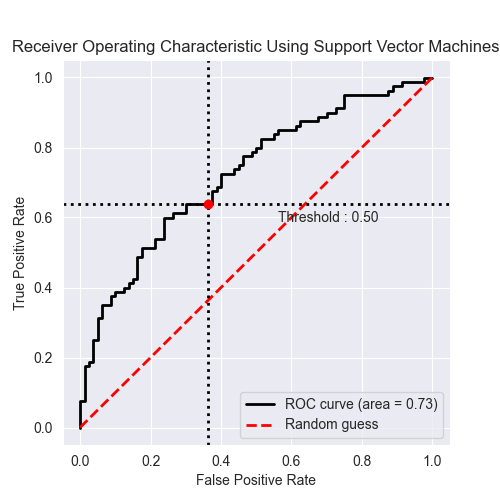 Receiver Operating Characteristic Using Support Vector Machines
1.0
0.8
0.6
0.4
0.2
0.0
True Positive Rate
Threshold : 0.50
ROC curve (area = 0.73)
Random guess
0.0 0.2 0.4 0.6 0.8 1.0
False Positive Rate